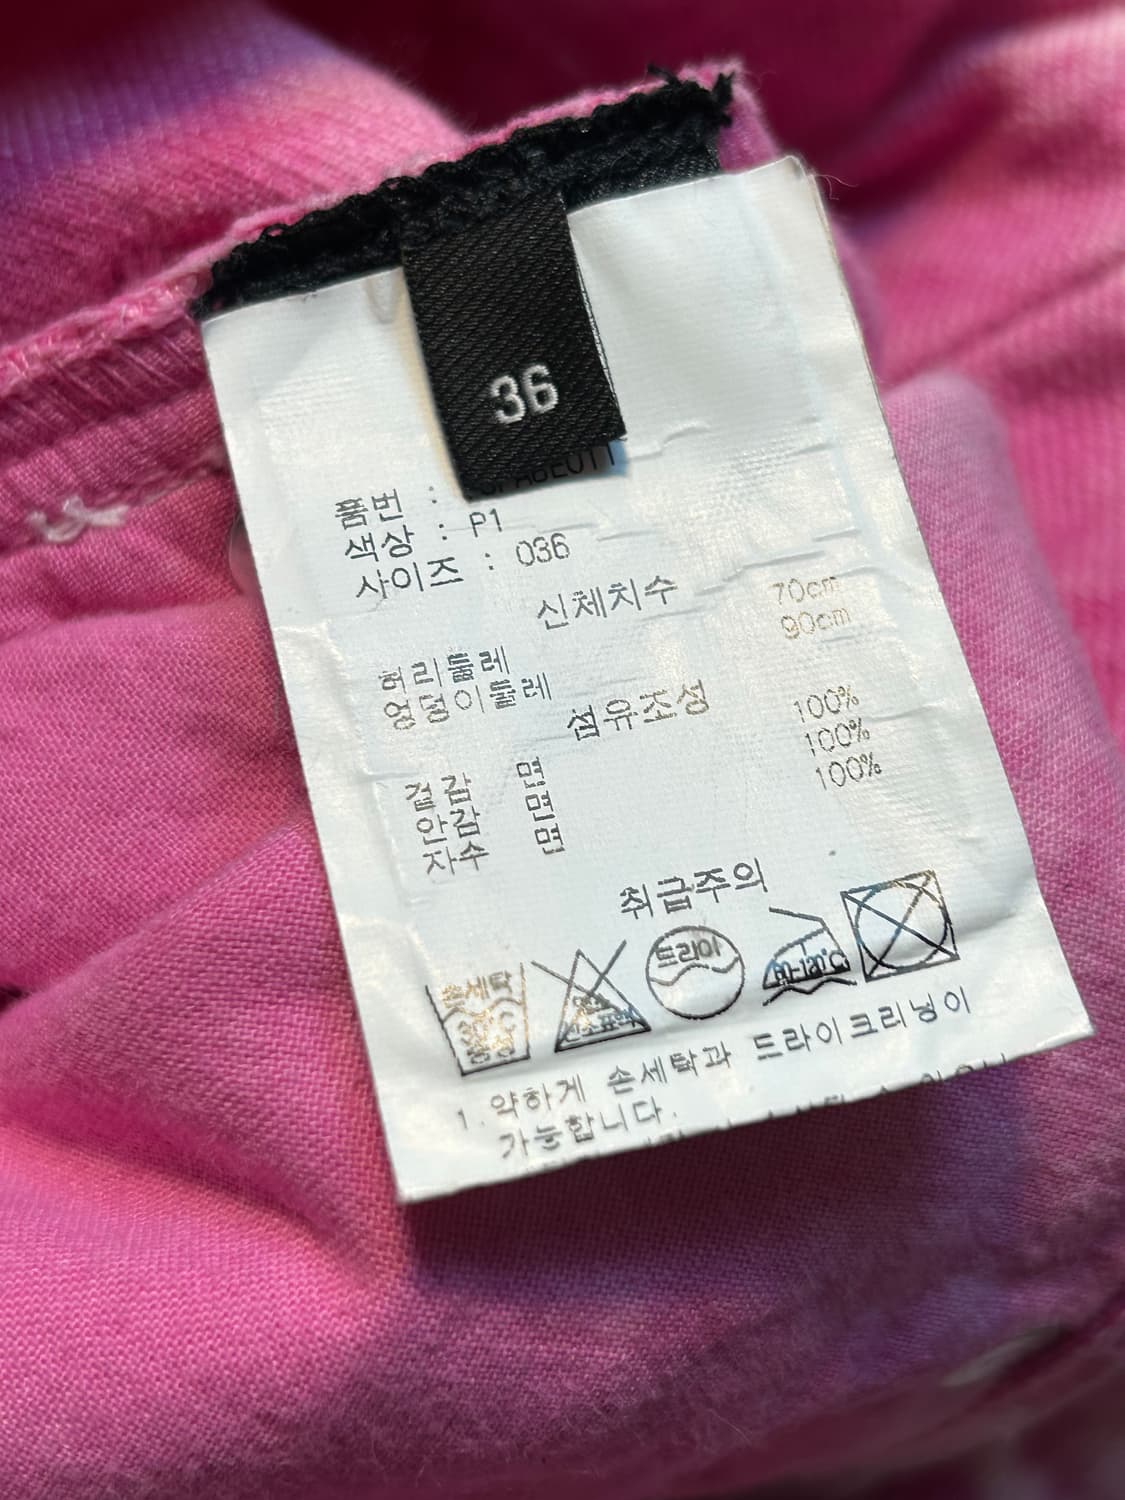 36
품번 :
색상 : P1
사이즈 : 036
신체치수
허리둘레 70cm
엉덩이둘레 90cm
섬유조성
겉감 면 100%
안감 면 100%
자수 면 100%
취급주의
손세탁
드라이
80-120℃
1. 약하게 손세탁과 드라이크리닝이
가능합니다.